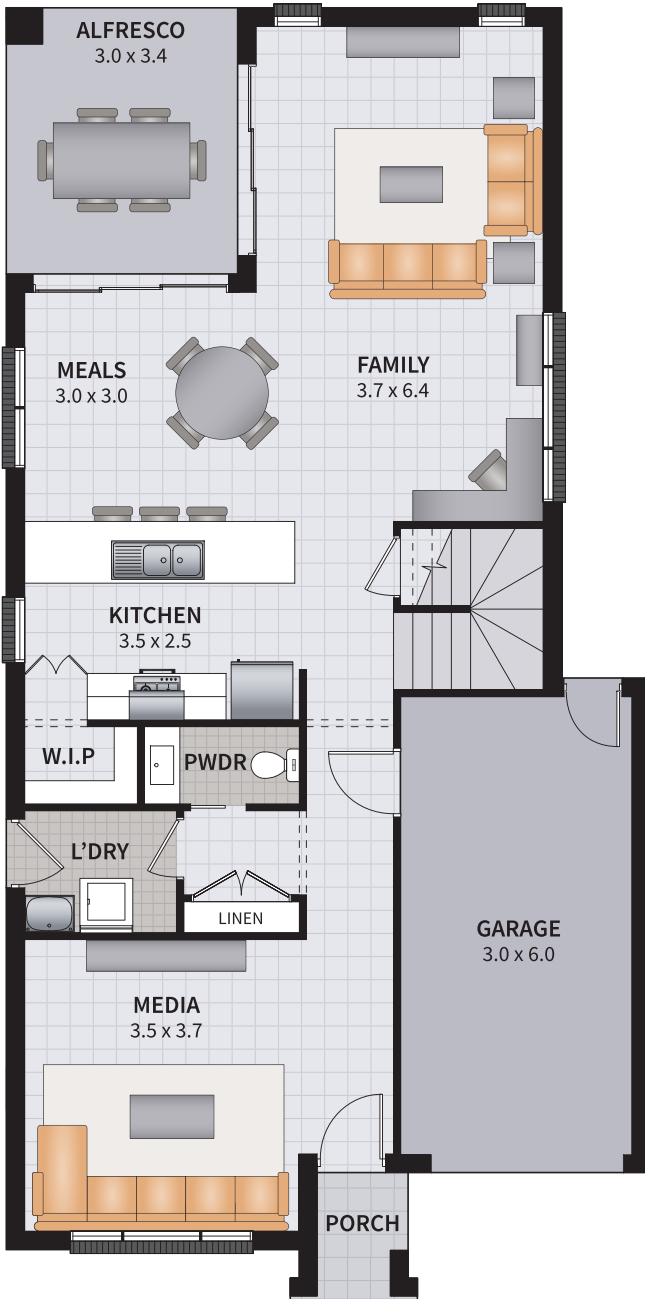 ALFRESCO
3.0 x 3.4
MEALS
3.0 x 3.0
FAMILY
3.7 x 6.4
KITCHEN
3.5 x 2.5
W.I.P
PWDR
L'DRY
LINEN
GARAGE
3.0 x 6.0
MEDIA
3.5 x 3.7
PORCH